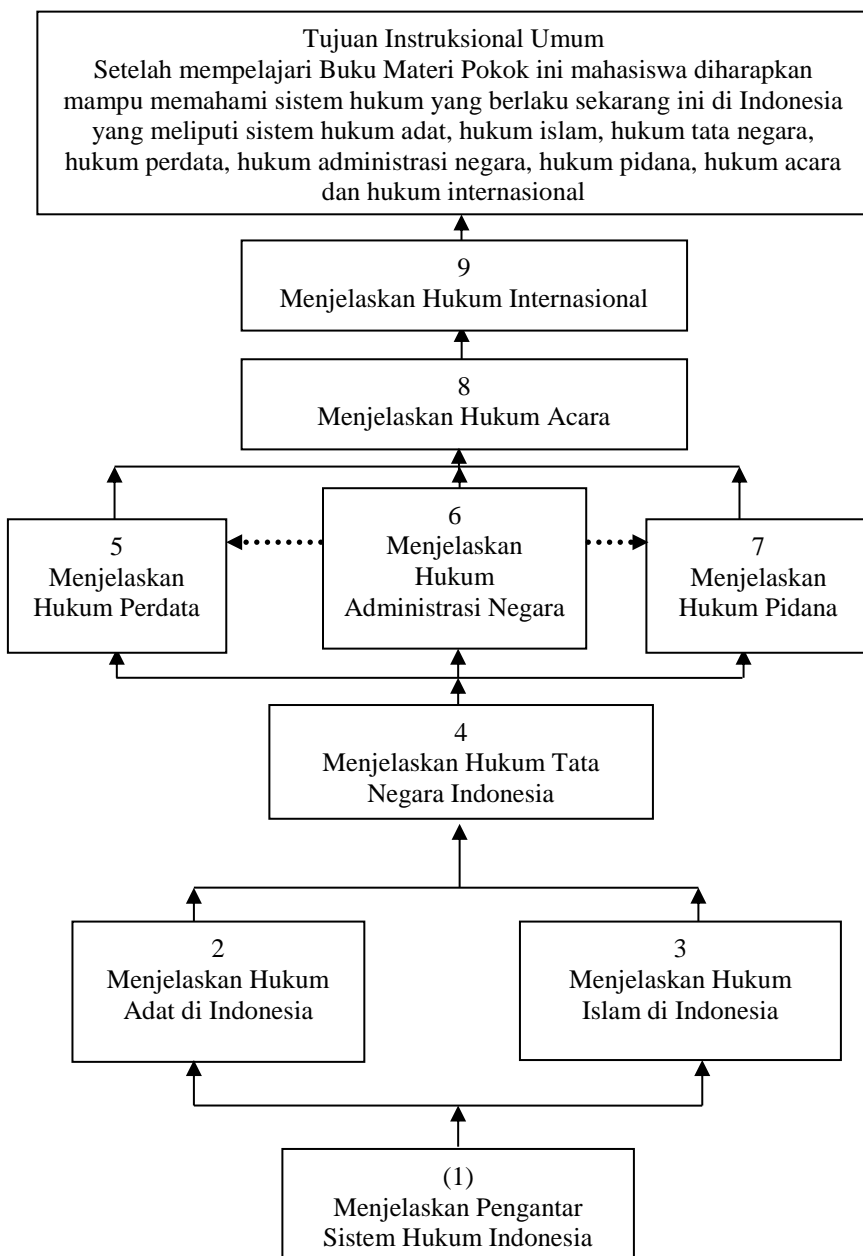 Tujuan Instruksional Umum
Setelah mempelajari Buku Materi Pokok ini mahasiswa diharapkan
mampu memahami sistem hukum yang berlaku sekarang ini di Indonesia
yang meliputi sistem hukum adat, hukum islam, hukum tata negara,
hukum perdata, hukum administrasi negara, hukum pidana, hukum acara
dan hukum internasional
9
Menjelaskan Hukum Internasional
8
Menjelaskan Hukum Acara
5
Menjelaskan
Hukum Perdata
6
Menjelaskan
Hukum
Administrasi Negara
7
Menjelaskan
Hukum Pidana
4
Menjelaskan Hukum Tata
Negara Indonesia
2
Menjelaskan Hukum
Adat di Indonesia
3
Menjelaskan Hukum
Islam di Indonesia
(1)
Menjelaskan Pengantar
Sistem Hukum Indonesia